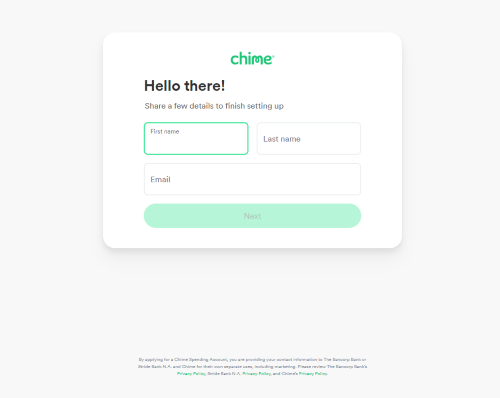 chime
Hello there!
Share a few details to finish setting up
First name
Last name
Email
Next
By applying for a Chime Spending Account, you are providing your contact information to The Bancorp Bank or
Stride Bank N.A. and Chime for their own separate uses, including marketing. Please review The Bancorp Bank's
Privacy Policy, Stride Bank N.A. Privacy Policy, and Chime's Privacy Policy.